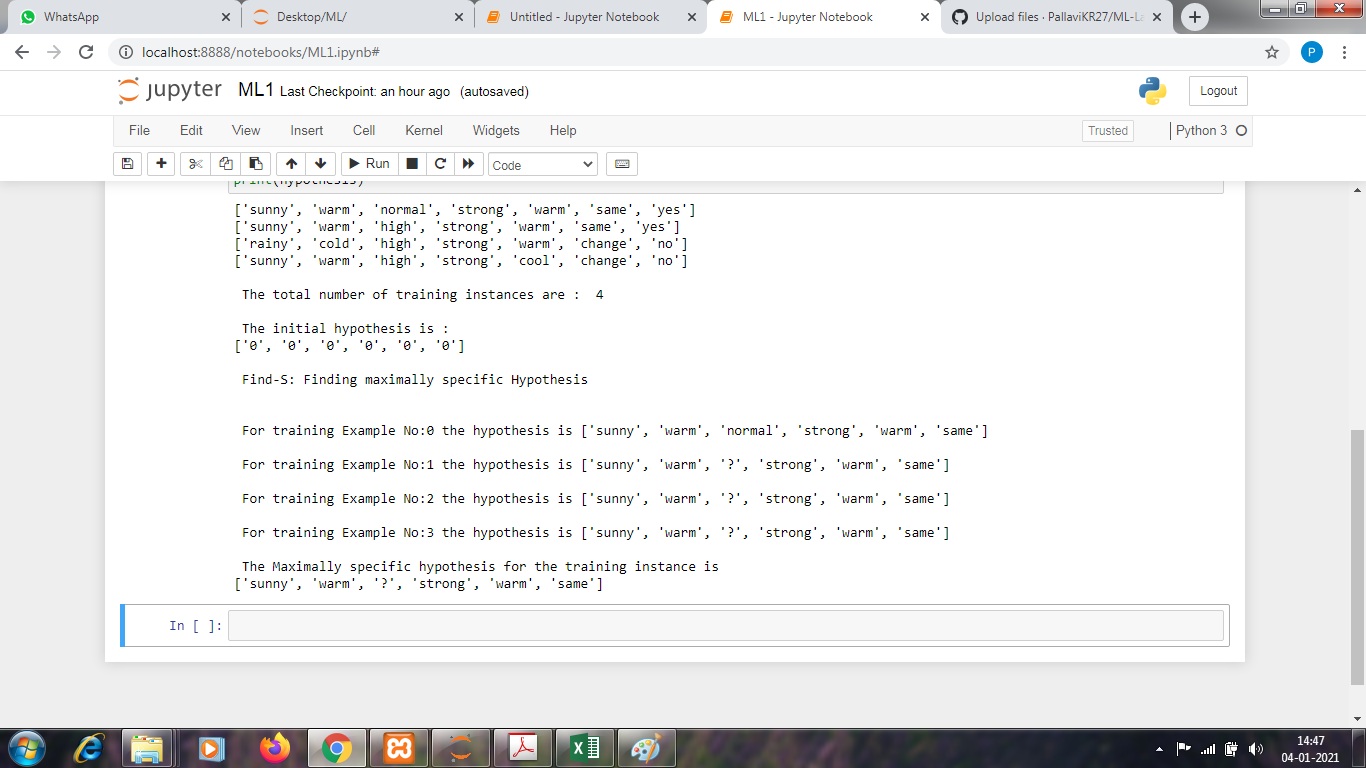 WhatsApp
Desktop/ML/
Untitled - Jupyter Notebook
ML1 - Jupyter Notebook
Upload files · PallaviKR27/ML-La
localhost:8888/notebooks/ML1.ipynb#
P
jupyter ML1 Last Checkpoint: an hour ago (autosaved)
Logout
File Edit View Insert Cell Kernel Widgets Help
Trusted
Python 3
Run
Code
print(hypothesis)
['sunny', 'warm', 'normal', 'strong', 'warm', 'same', 'yes']
['sunny', 'warm', 'high', 'strong', 'warm', 'same', 'yes']
['rainy', 'cold', 'high', 'strong', 'warm', 'change', 'no']
['sunny', 'warm', 'high', 'strong', 'cool', 'change', 'no']
The total number of training instances are :  4
The initial hypothesis is :
['0', '0', '0', '0', '0', '0']
Find-S: Finding maximally specific Hypothesis
For training Example No:0 the hypothesis is ['sunny', 'warm', 'normal', 'strong', 'warm', 'same']
For training Example No:1 the hypothesis is ['sunny', 'warm', '?', 'strong', 'warm', 'same']
For training Example No:2 the hypothesis is ['sunny', 'warm', '?', 'strong', 'warm', 'same']
For training Example No:3 the hypothesis is ['sunny', 'warm', '?', 'strong', 'warm', 'same']
The Maximally specific hypothesis for the training instance is
['sunny', 'warm', '?', 'strong', 'warm', 'same']
In [ ]:
14:47
04-01-2021